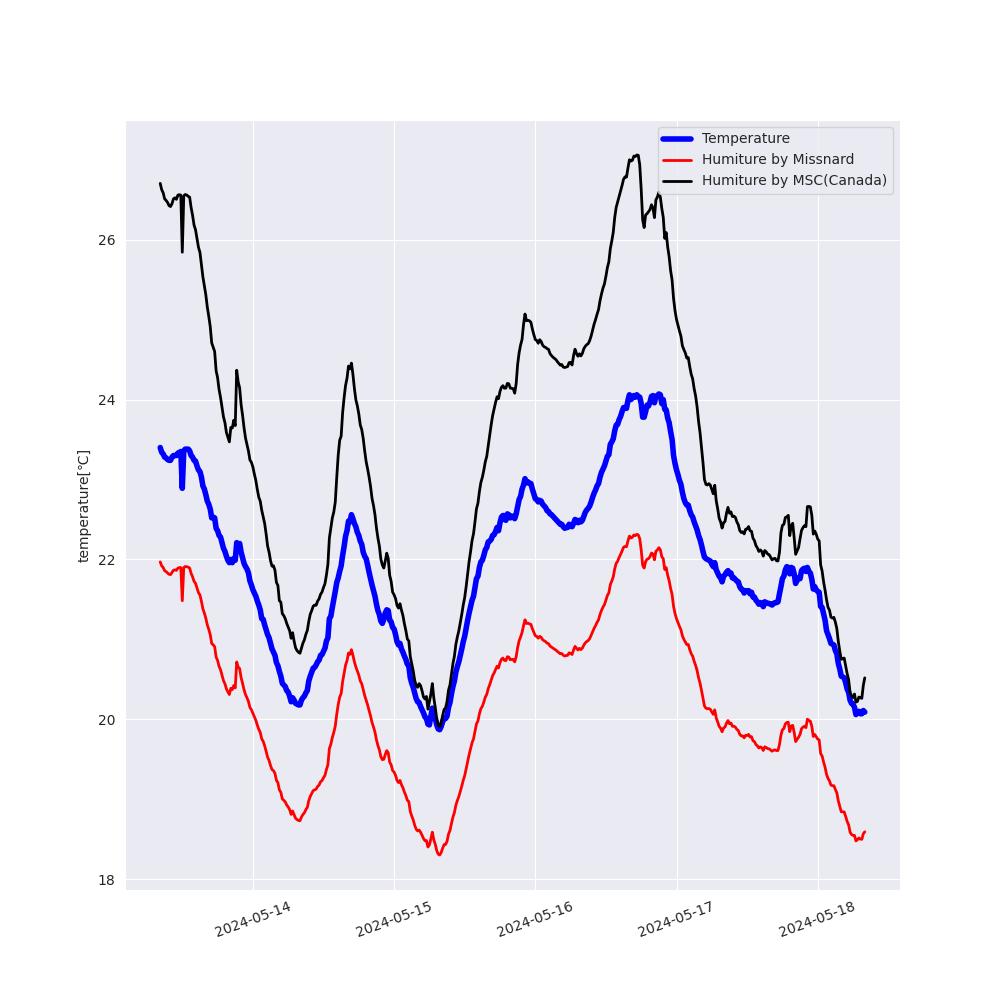 Temperature
Humiture by Missnard
Humiture by MSC(Canada)
26
24
22
20
18
temperature[℃]
2024-05-14
2024-05-15
2024-05-16
2024-05-17
2024-05-18